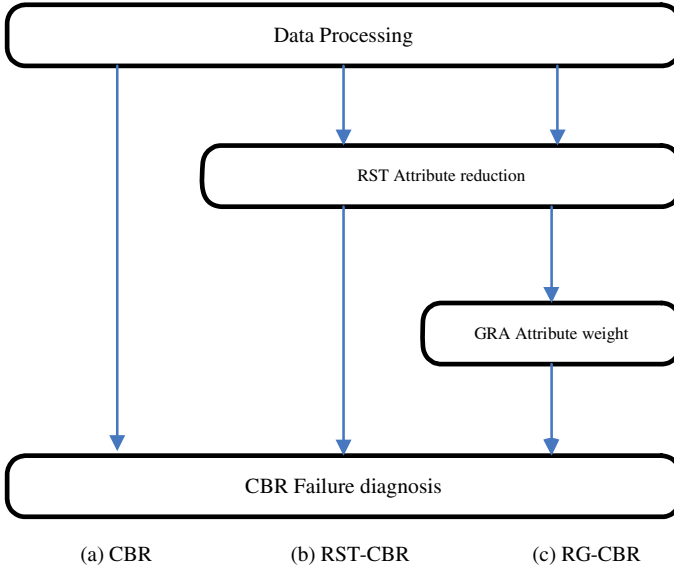 Data Processing
RST Attribute reduction
GRA Attribute weight
CBR Failure diagnosis
(a) CBR (b) RST-CBR (c) RG-CBR